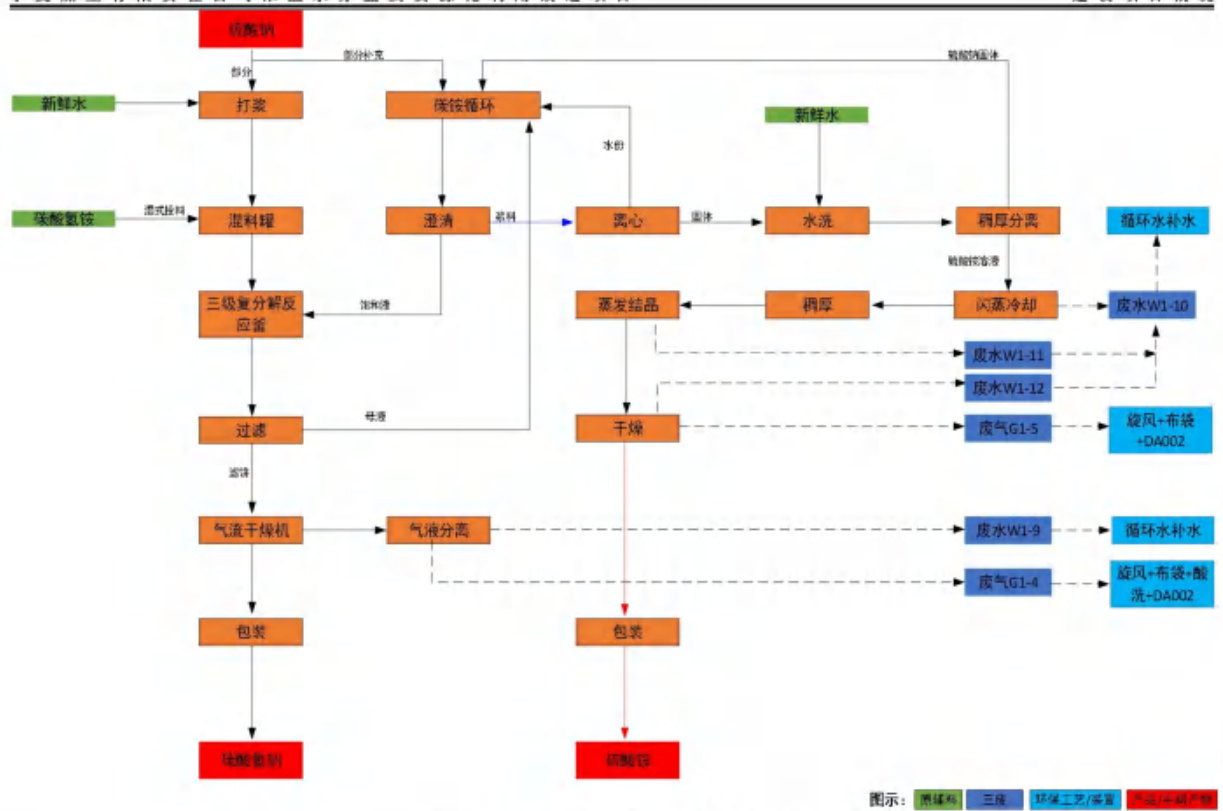 硫酸钠
部分补充
硫酸钠固体
部分
新鲜水
打浆
碳铵循环
新鲜水
水份
碳酸氢铵
湿式投料
混料罐
澄清
浆料
离心
固体
水洗
稠厚分离
循环水补水
硫酸铵溶液
三级复分解反
应釜
饱和液
蒸发结晶
稠厚
闪蒸冷却
废水W1-10
废水W1-11
废水W1-12
过滤
母液
干燥
废气G1-5
旋风+布袋
+DA002
滤饼
气流干燥机
气液分离
废水W1-9
循环水补水
废气G1-4
旋风+布袋+酸
洗+DA002
包装
包装
碳酸氢钠
硫酸铵
图示:
原辅料
三废
环保工艺/装置